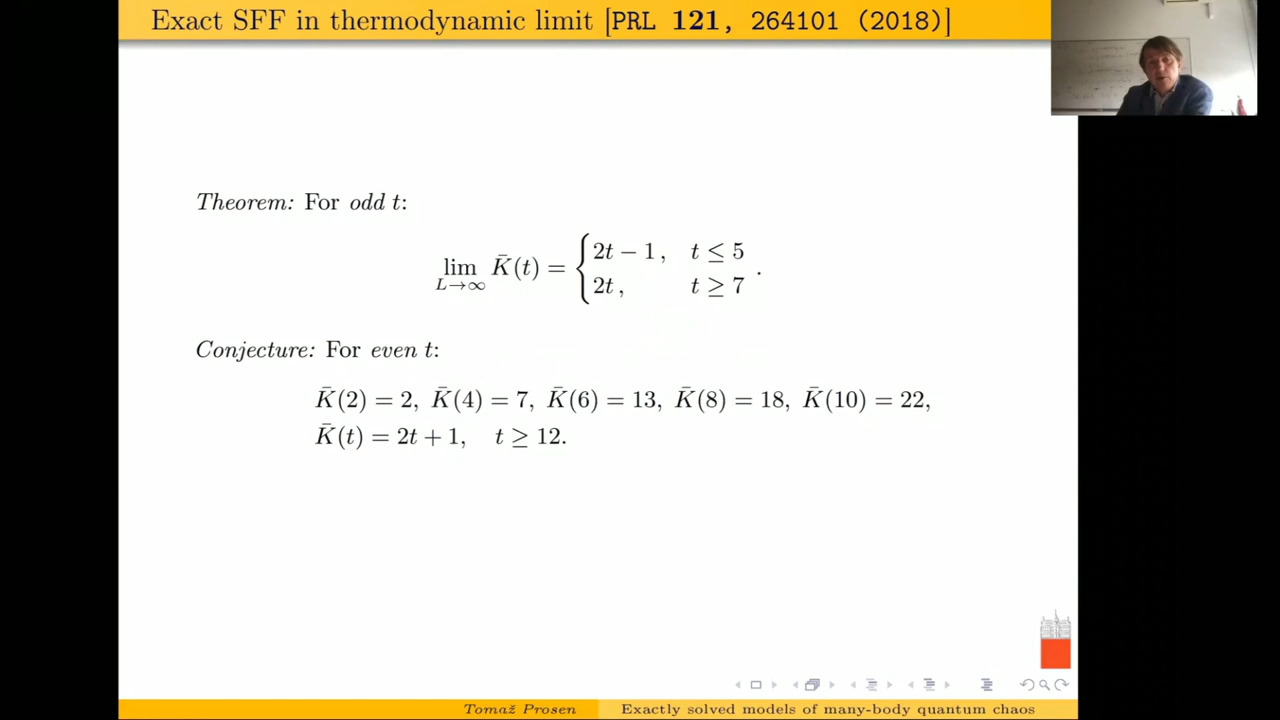 Exact SFF in thermodynamic limit [PRL 121, 264101 (2018)]
Theorem: For odd t:
lim L→∞ K̄(t) = { 2t − 1, t ≤ 5
2t, t ≥ 7 .
Conjecture: For even t:
K̄(2) = 2, K̄(4) = 7, K̄(6) = 13, K̄(8) = 18, K̄(10) = 22,
K̄(t) = 2t + 1, t ≥ 12.
Tomaž Prosen Exactly solved models of many-body quantum chaos